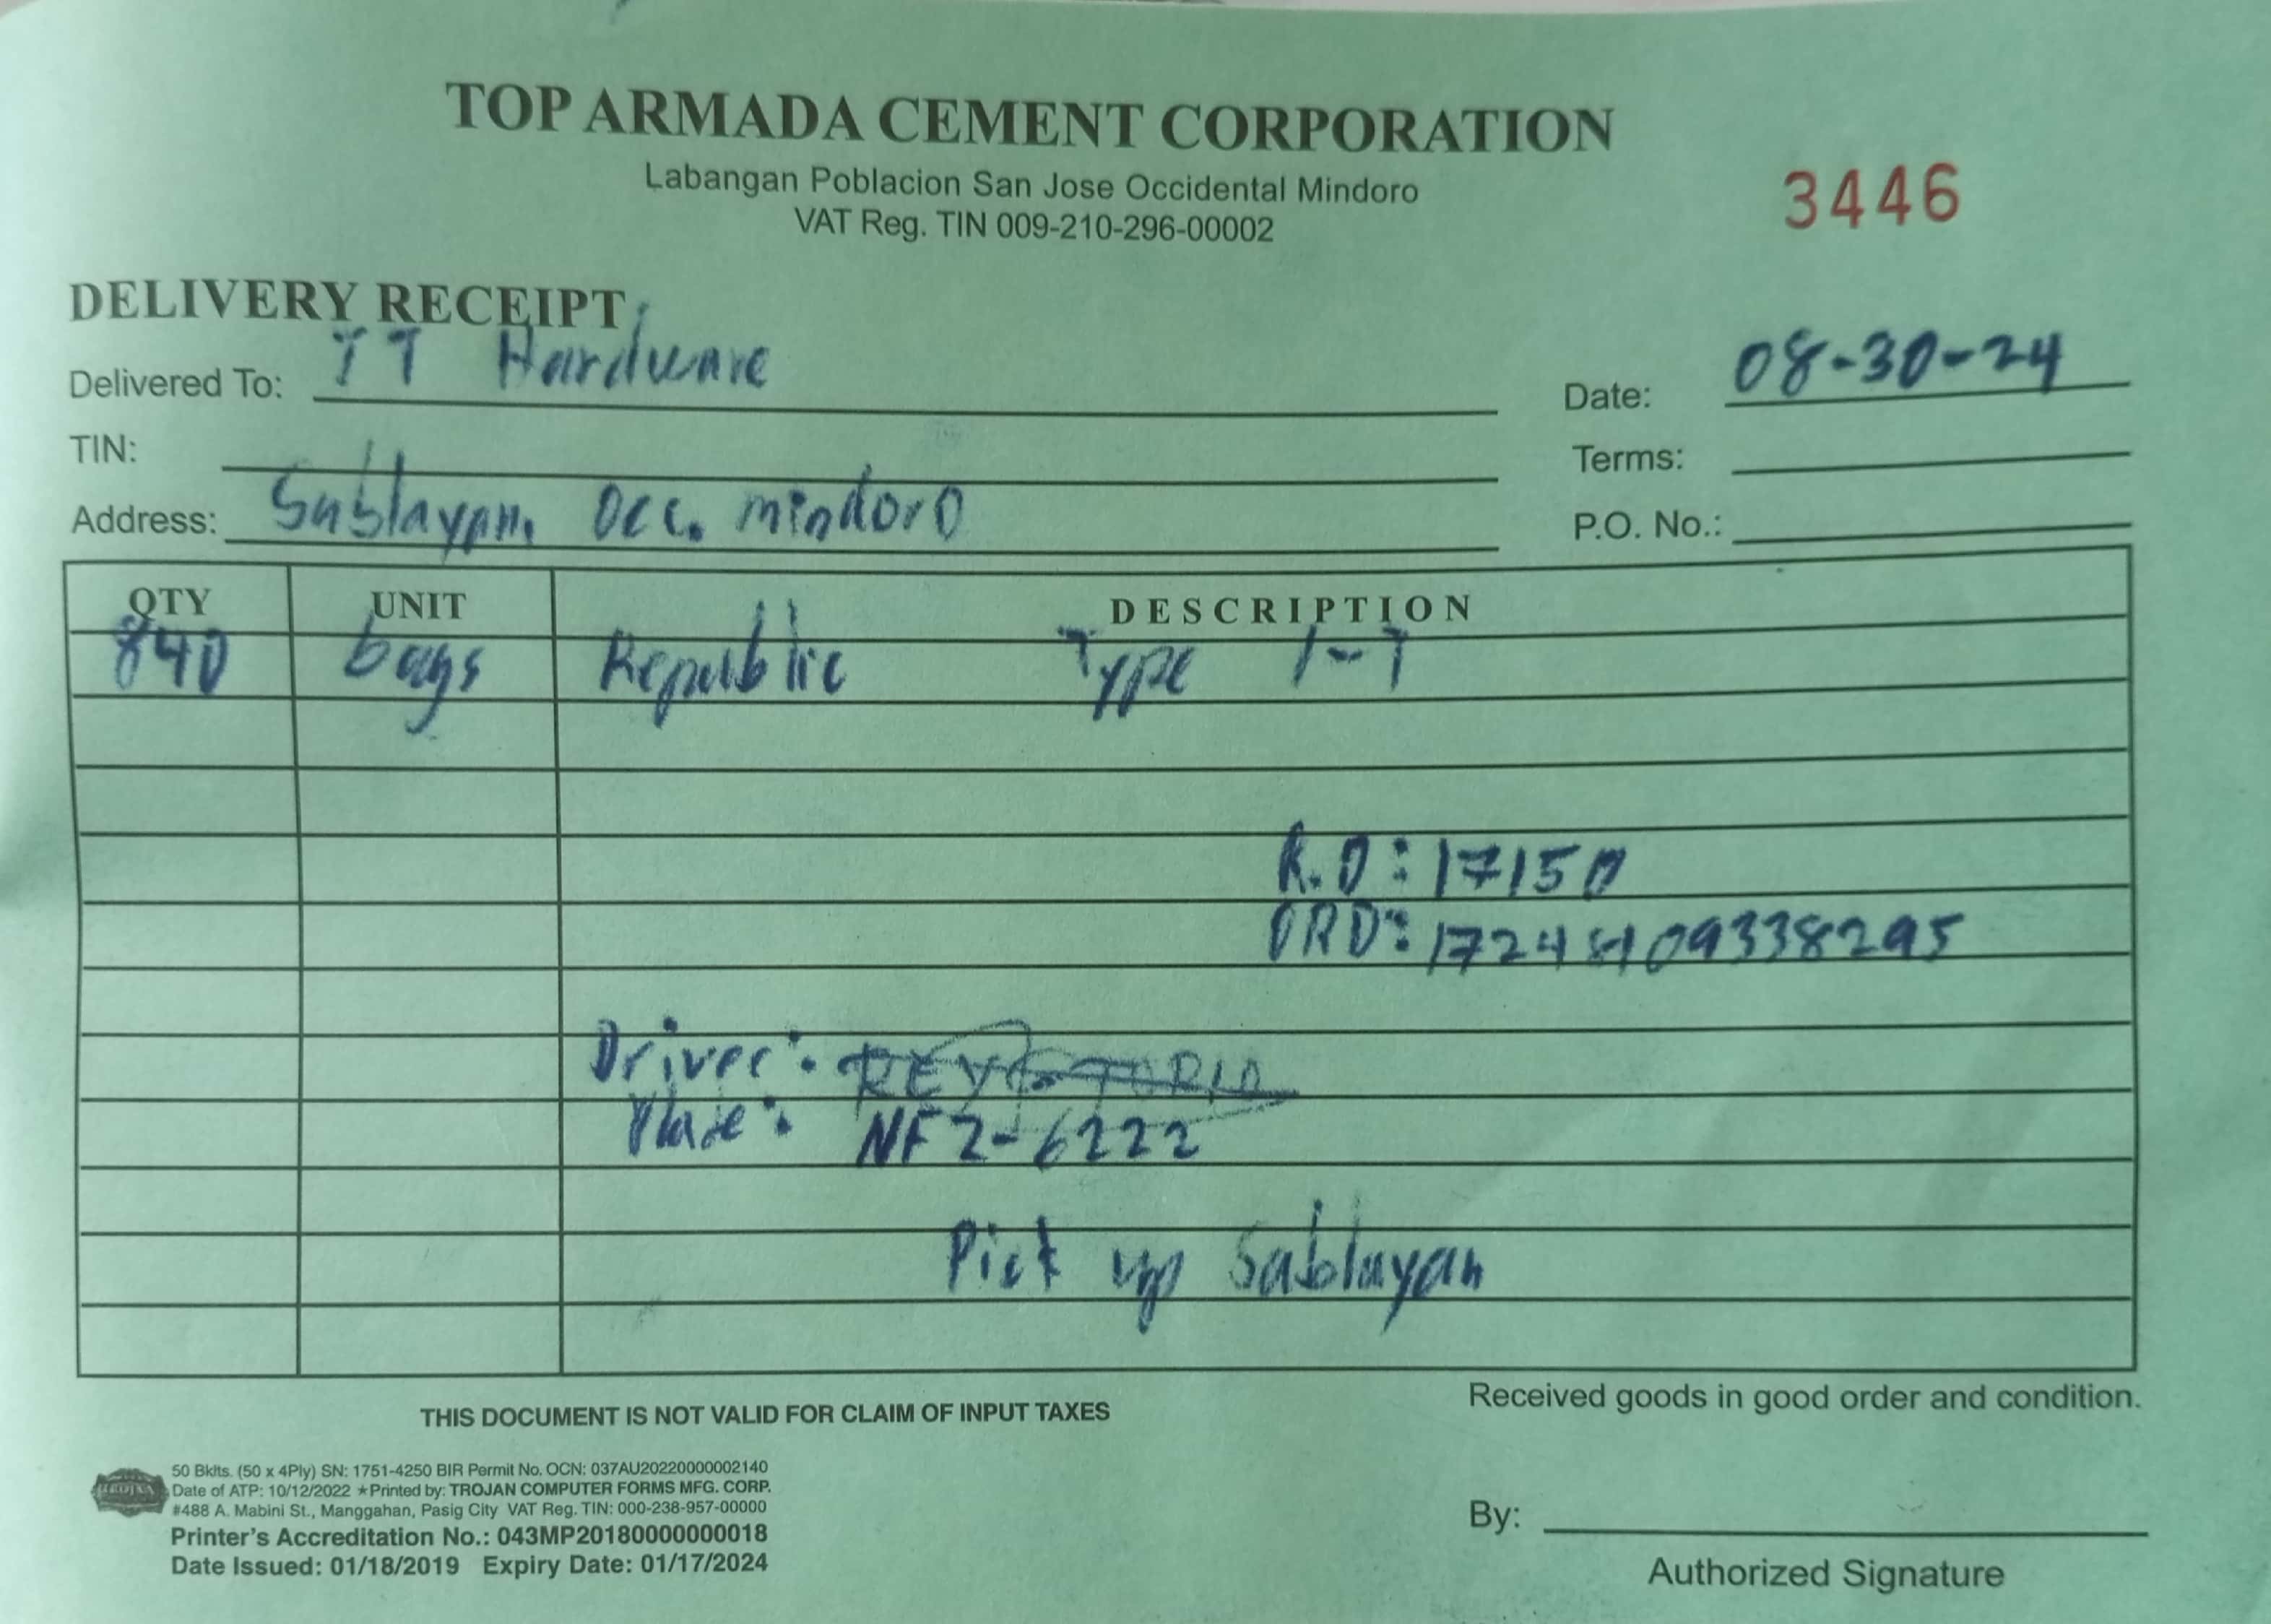 TOP ARMADA CEMENT CORPORATION
Labangan Poblacion San Jose Occidental Mindoro
VAT Reg. TIN 009-210-296-00002
3446
DELIVERY RECEIPT
Delivered To: Hardware
Date: 08-30-24
TIN:
Terms:
Address: Sablayan, Occ. mindoro
P.O. No.:
QTY UNIT DESCRIPTION
840 bags Republic Type 1-T
R.O: 17150
ORD: 
Driver:
Plate: NFZ-6222
Pick up Sablayan
THIS DOCUMENT IS NOT VALID FOR CLAIM OF INPUT TAXES
Received goods in good order and condition.
50 Bklts. (50 x 4Ply) SN: 1751-4250 BIR Permit No. OCN: 037AU20220000002140
Date of ATP: 10/12/2022 ★Printed by: TROJAN COMPUTER FORMS MFG. CORP.
#488 A. Mabini St., Manggahan, Pasig City VAT Reg. TIN: 000-238-957-00000
Printer's Accreditation No.: 043MP20180000000018
Date Issued: 01/18/2019 Expiry Date: 01/17/2024
By:
Authorized Signature